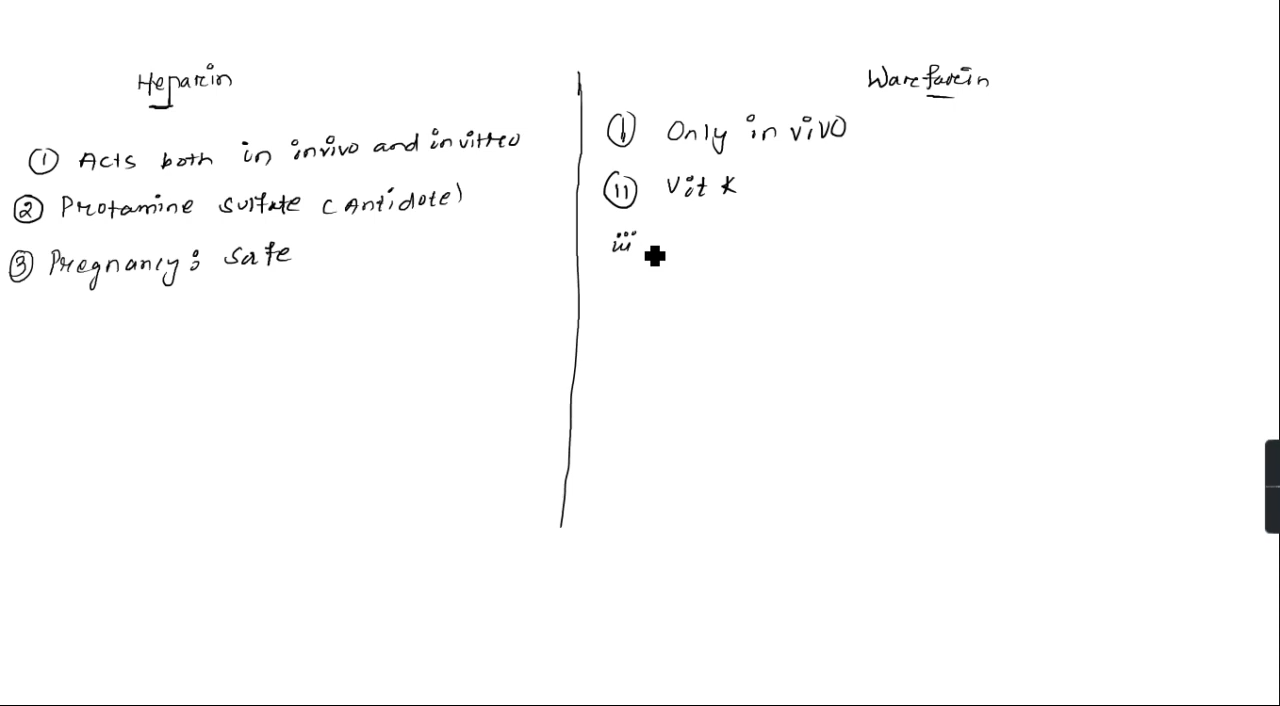 Heparin
① Acts both in invivo and invitro
② Protamine sulfate (Antidote)
③ Pregnancy : safe
Warfarin
ⓘ Only in vivo
ⓘⓘ Vit K
iii